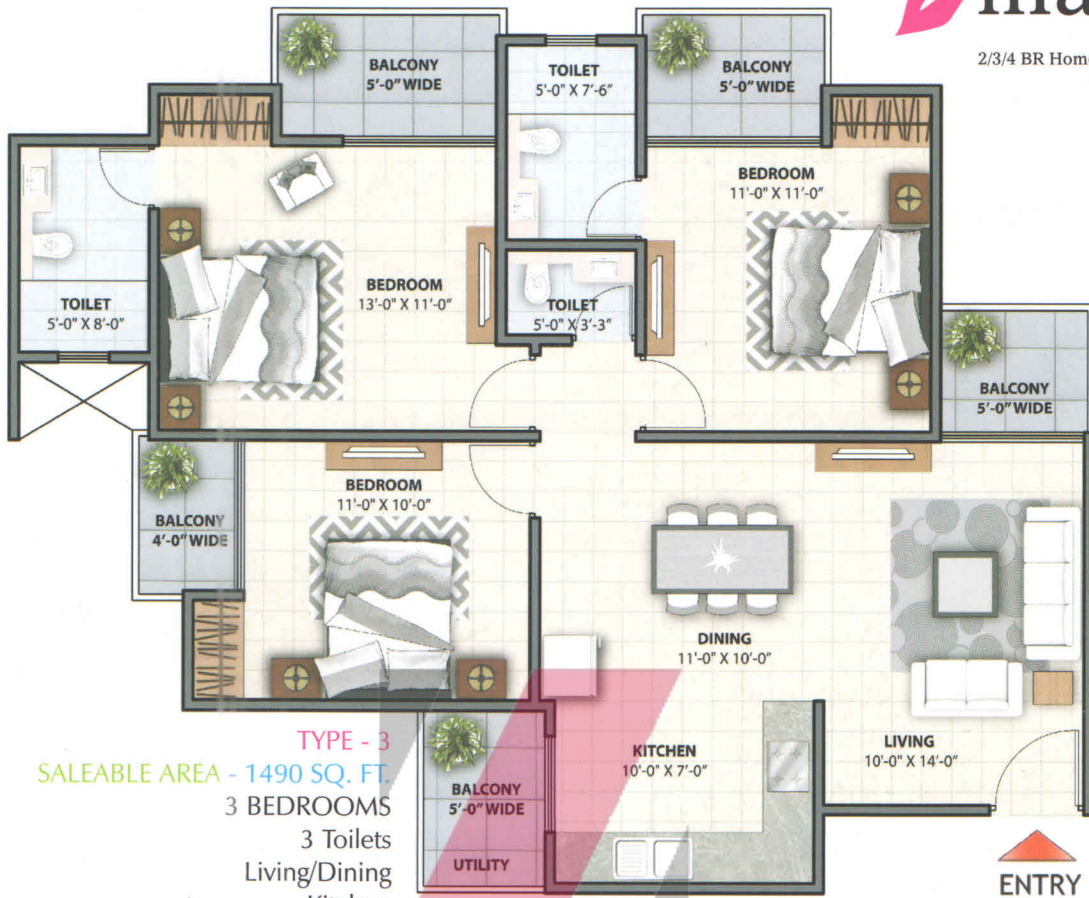 2/3/4 BR Home
BALCONY
5'-0" WIDE
TOILET
5'-0" X 7'-6"
BALCONY
5'-0" WIDE
BEDROOM
11'-0" X 11'-0"
BEDROOM
13'-0" X 11'-0"
TOILET
5'-0" X 8'-0"
TOILET
5'-0" X 3'-3"
BALCONY
5'-0" WIDE
BEDROOM
11'-0" X 10'-0"
BALCONY
4'-0" WIDE
DINING
11'-0" X 10'-0"
KITCHEN
10'-0" X 7'-0"
LIVING
10'-0" X 14'-0"
BALCONY
5'-0" WIDE
UTILITY
TYPE - 3
SALEABLE AREA - 1490 SQ. FT.
3 BEDROOMS
3 Toilets
Living/Dining
ENTRY